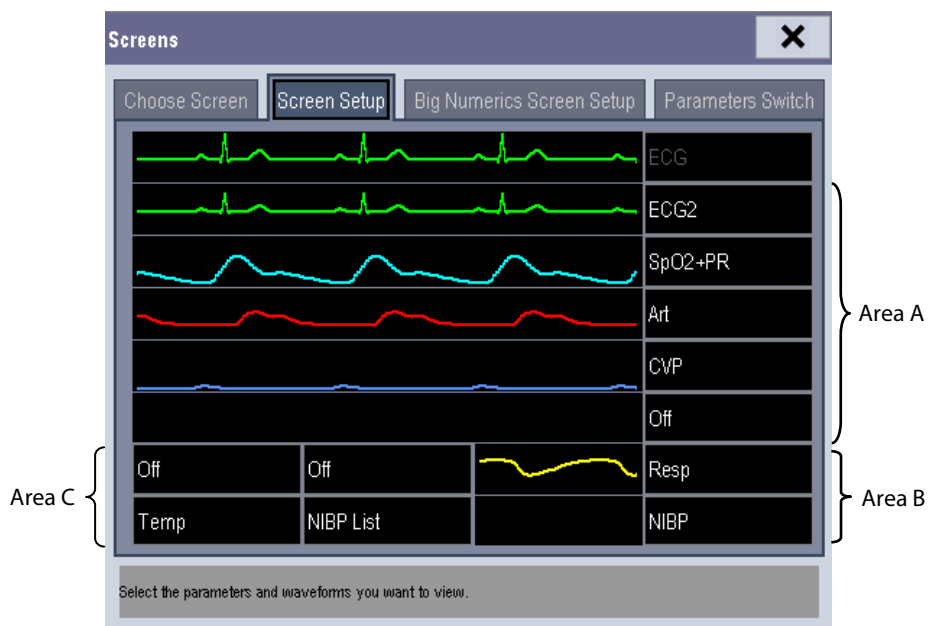 Screens
Choose Screen Screen Setup Big Numerics Screen Setup Parameters Switch
ECG
ECG2
SpO2+PR
Art
Area A
CVP
Off
Off Off Resp
Area C
Area B
Temp NIBP List NIBP
Select the parameters and waveforms you want to view.